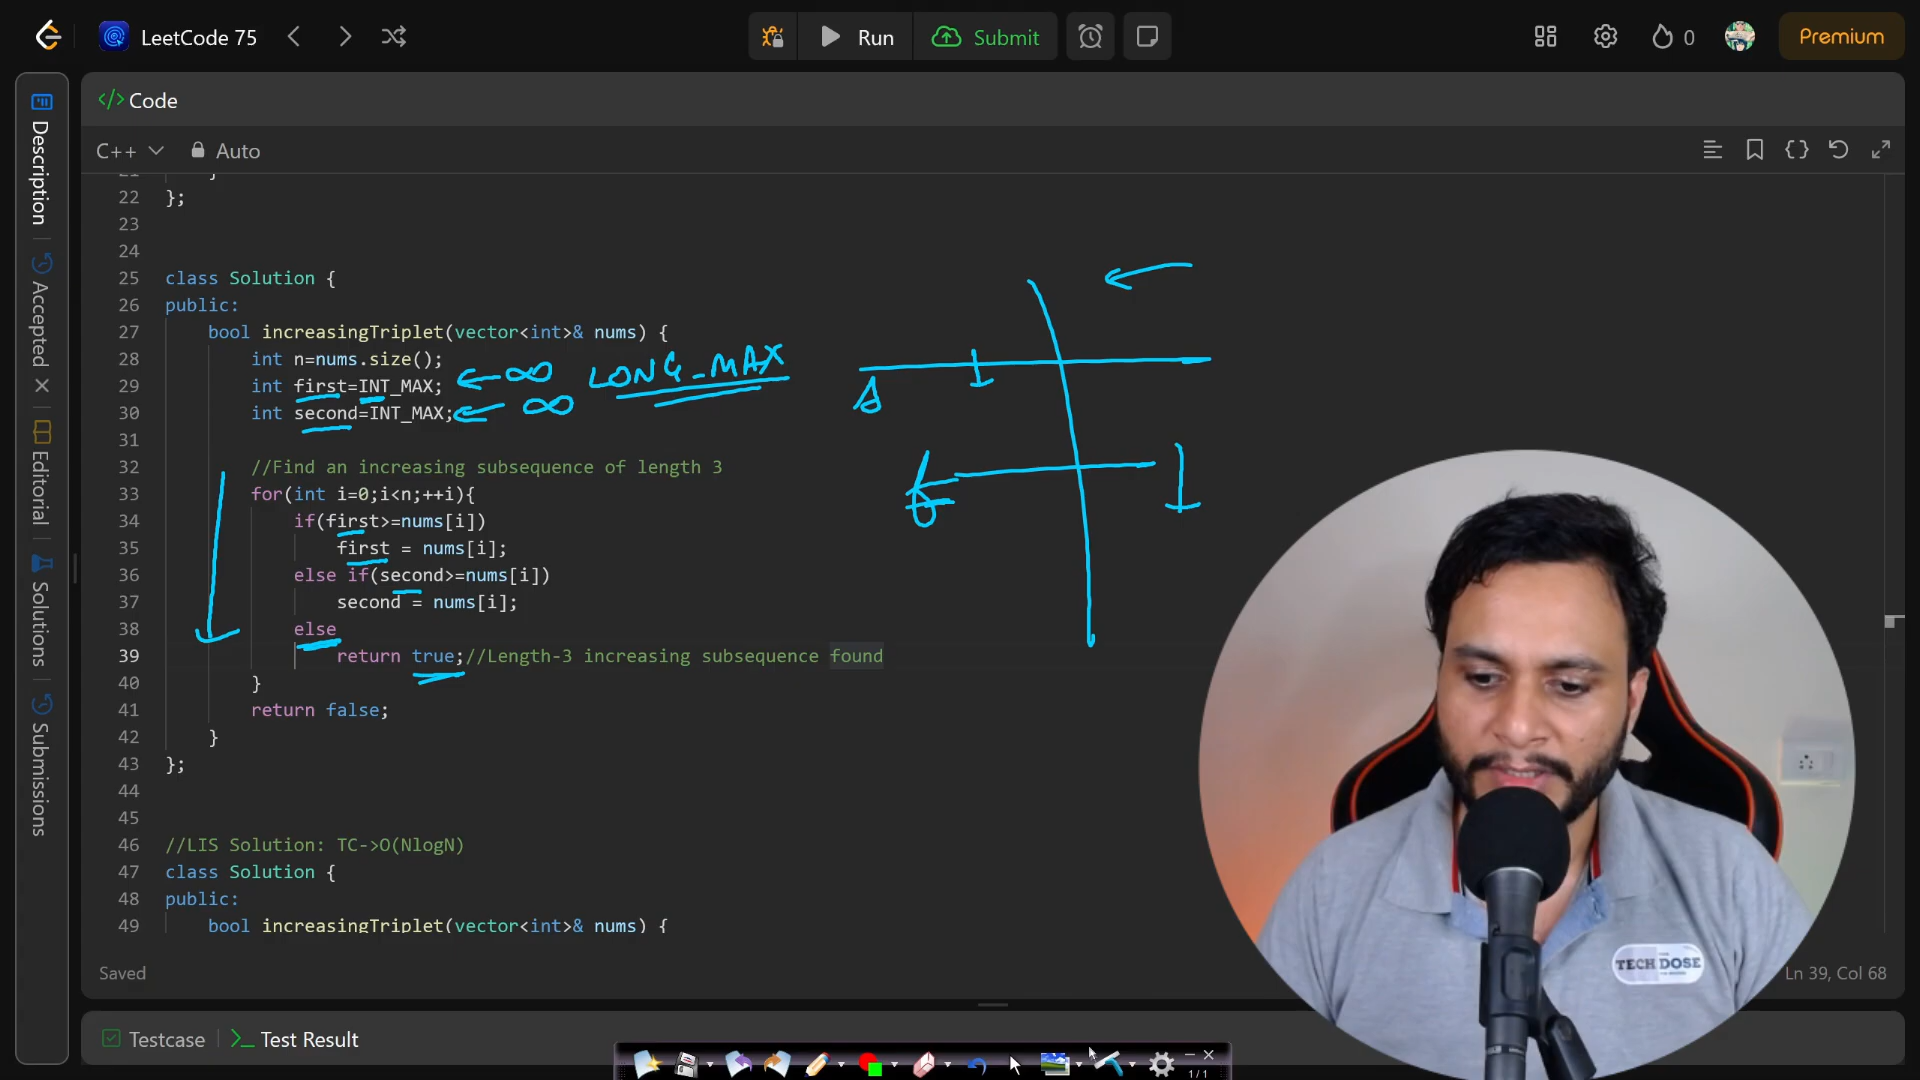 LeetCode 75
Run
Submit
0
Premium
</> Code
C++
Auto
Description
Accepted
Editorial
Solutions
Submissions
21 }
22 };
23
24
25 class Solution {
26 public:
27 bool increasingTriplet(vector<int>& nums) {
28 int n=nums.size();
29 int first=INT_MAX; ← ∞ LONG_MAX
30 int second=INT_MAX; ← ∞
31
32 //Find an increasing subsequence of length 3
33 for(int i=0;i<n;++i){
34 if(first>=nums[i])
35 first = nums[i];
36 else if(second>=nums[i])
37 second = nums[i];
38 else
39 return true;//Length-3 increasing subsequence found
40 }
41 return false;
42 }
43 };
44
45
46 //LIS Solution: TC->O(NlogN)
47 class Solution {
48 public:
49 bool increasingTriplet(vector<int>& nums) {
Saved
Ln 39, Col 68
TECH DOSE
Testcase
Test Result
1/1